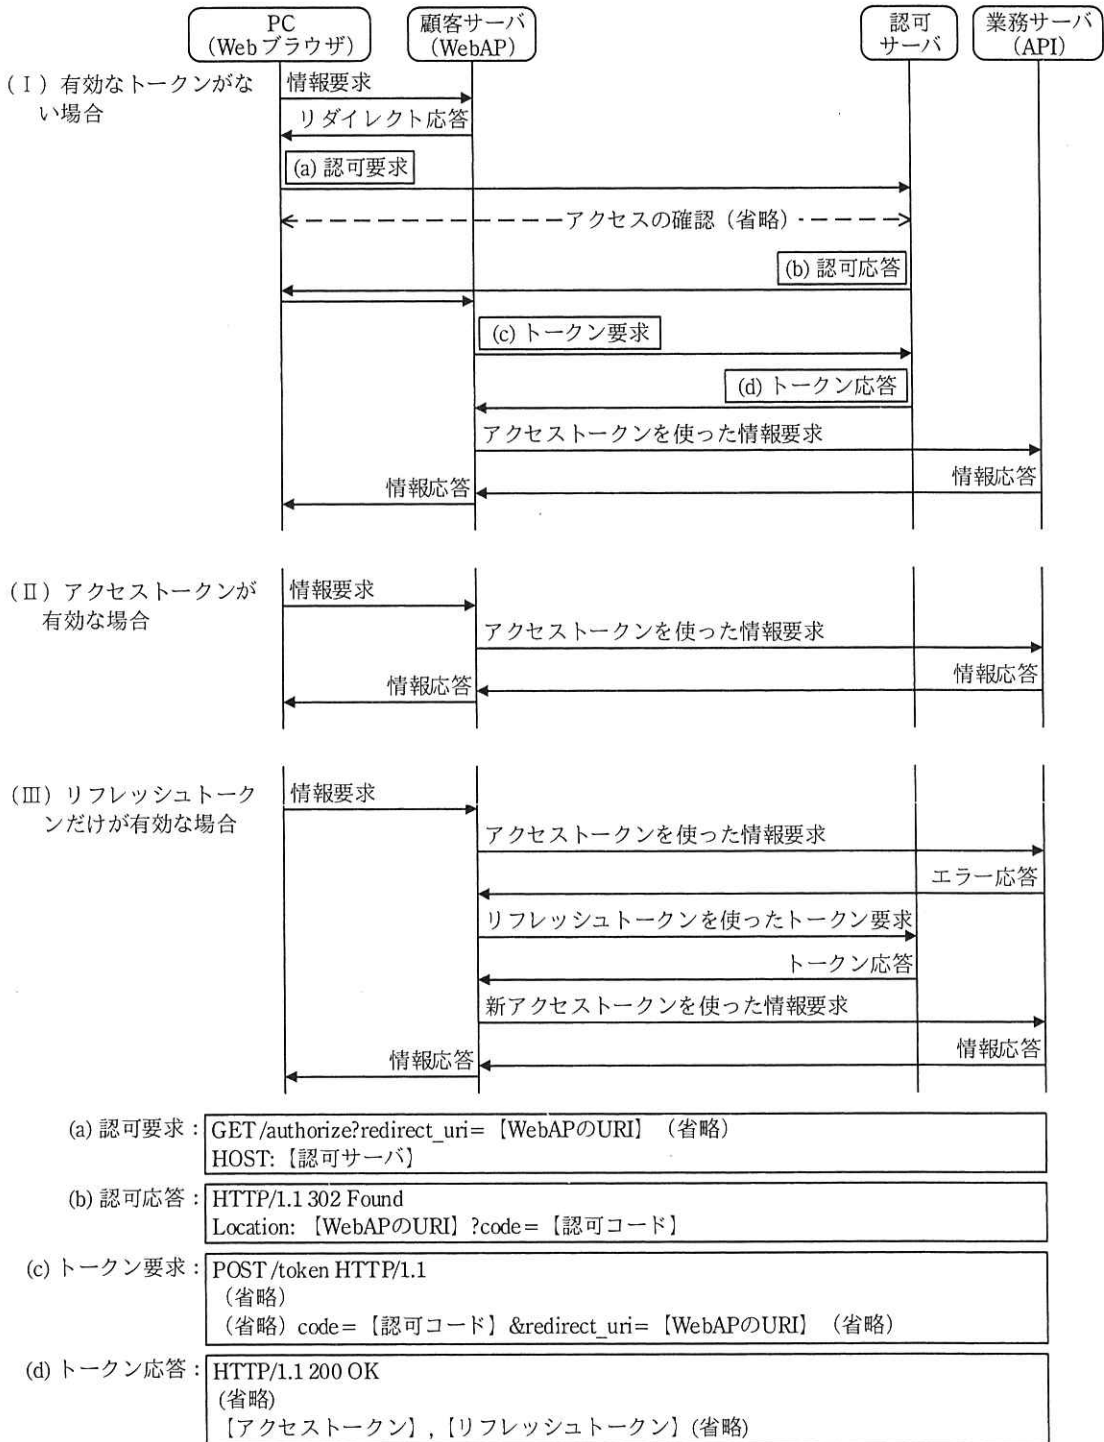 PC
(Webブラウザ)
顧客サーバ
(WebAP)
認可
サーバ
業務サーバ
(API)
(Ⅰ) 有効なトークンがな
い場合
情報要求
リダイレクト応答
(a) 認可要求
アクセスの確認(省略)
(b) 認可応答
(c) トークン要求
(d) トークン応答
アクセストークンを使った情報要求
情報応答
情報応答
(Ⅱ) アクセストークンが
有効な場合
情報要求
アクセストークンを使った情報要求
情報応答
情報応答
(Ⅲ) リフレッシュトーク
ンだけが有効な場合
情報要求
アクセストークンを使った情報要求
エラー応答
リフレッシュトークンを使ったトークン要求
トークン応答
新アクセストークンを使った情報要求
情報応答
情報応答
(a) 認可要求:GET /authorize?redirect_uri=【WebAPのURI】(省略)
HOST:【認可サーバ】
(b) 認可応答:HTTP/1.1 302 Found
Location: 【WebAPのURI】?code=【認可コード】
(c) トークン要求:POST /token HTTP/1.1
(省略)
(省略) code=【認可コード】&redirect_uri=【WebAPのURI】(省略)
(d) トークン応答:HTTP/1.1 200 OK
(省略)
【アクセストークン】,【リフレッシュトークン】(省略)